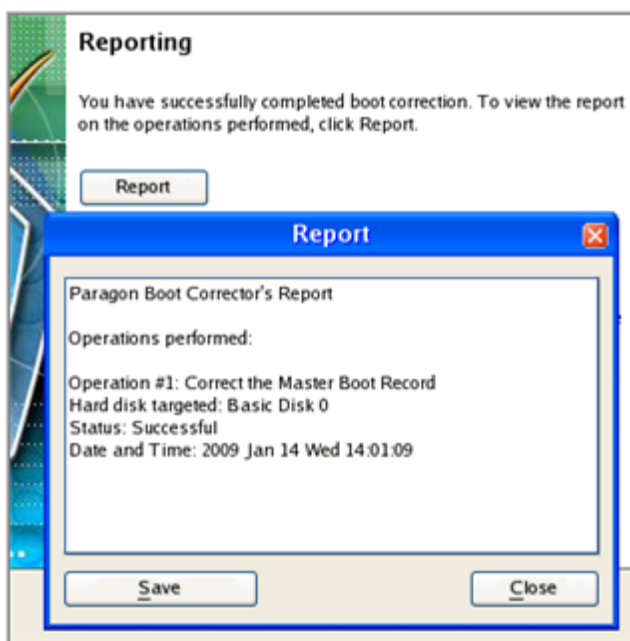 Reporting
You have successfully completed boot correction. To view the report
on the operations performed, click Report.
Report
Report
Paragon Boot Corrector's Report
Operations performed:
Operation #1: Correct the Master Boot Record
Hard disk targeted: Basic Disk 0
Status: Successful
Date and Time: 2009 Jan 14 Wed 14:01:09
Save
Close